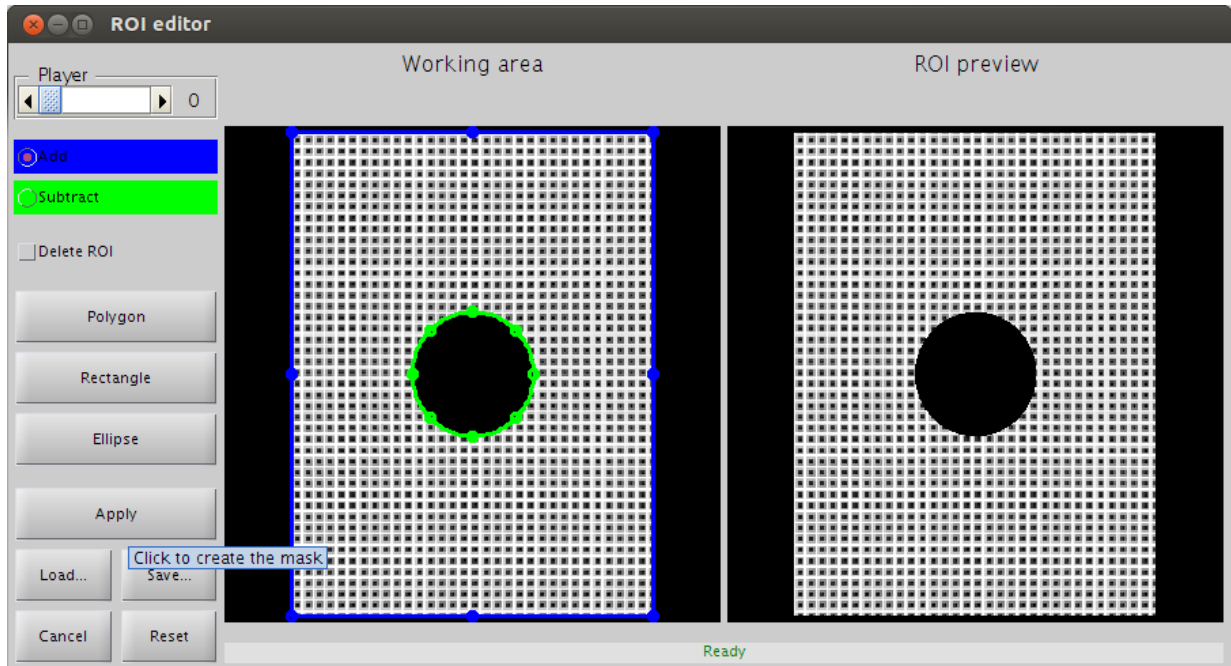 ROI editor
Player
0
Add
Subtract
Delete ROI
Polygon
Rectangle
Ellipse
Apply
Click to create the mask
Load...
Save...
Cancel
Reset
Working area
ROI preview
Ready